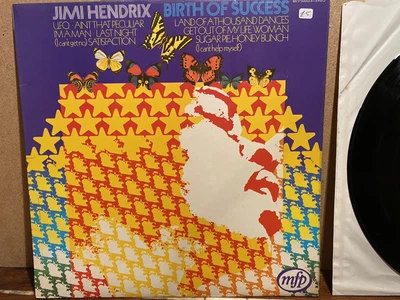 JIMI HENDRIX BIRTH OF SUCCESS
U.F.O · AIN'T THAT PECULIAR
I'M A MAN · LAST NIGHT
(I can't get no) SATISFACTION
LAND OF A THOUSAND DANCES
GET OUT OF MY LIFE WOMAN
SUGAR PIE, HONEY BUNCH
(I can't help myself)
£5
mfp